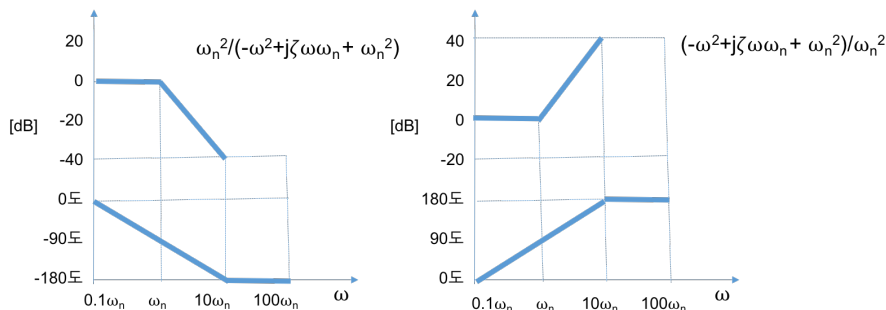 20
ωn²/(-ω²+jζωωn+ ωn²)
0
-20
[dB]
-40
0도
-90도
-180도
0.1ωn
ωn
10ωn
100ωn
ω
40
(-ω²+jζωωn+ ωn²)/ωn²
20
0
[dB]
-20
180도
90도
0도
0.1ωn
ωn
10ωn
100ωn
ω